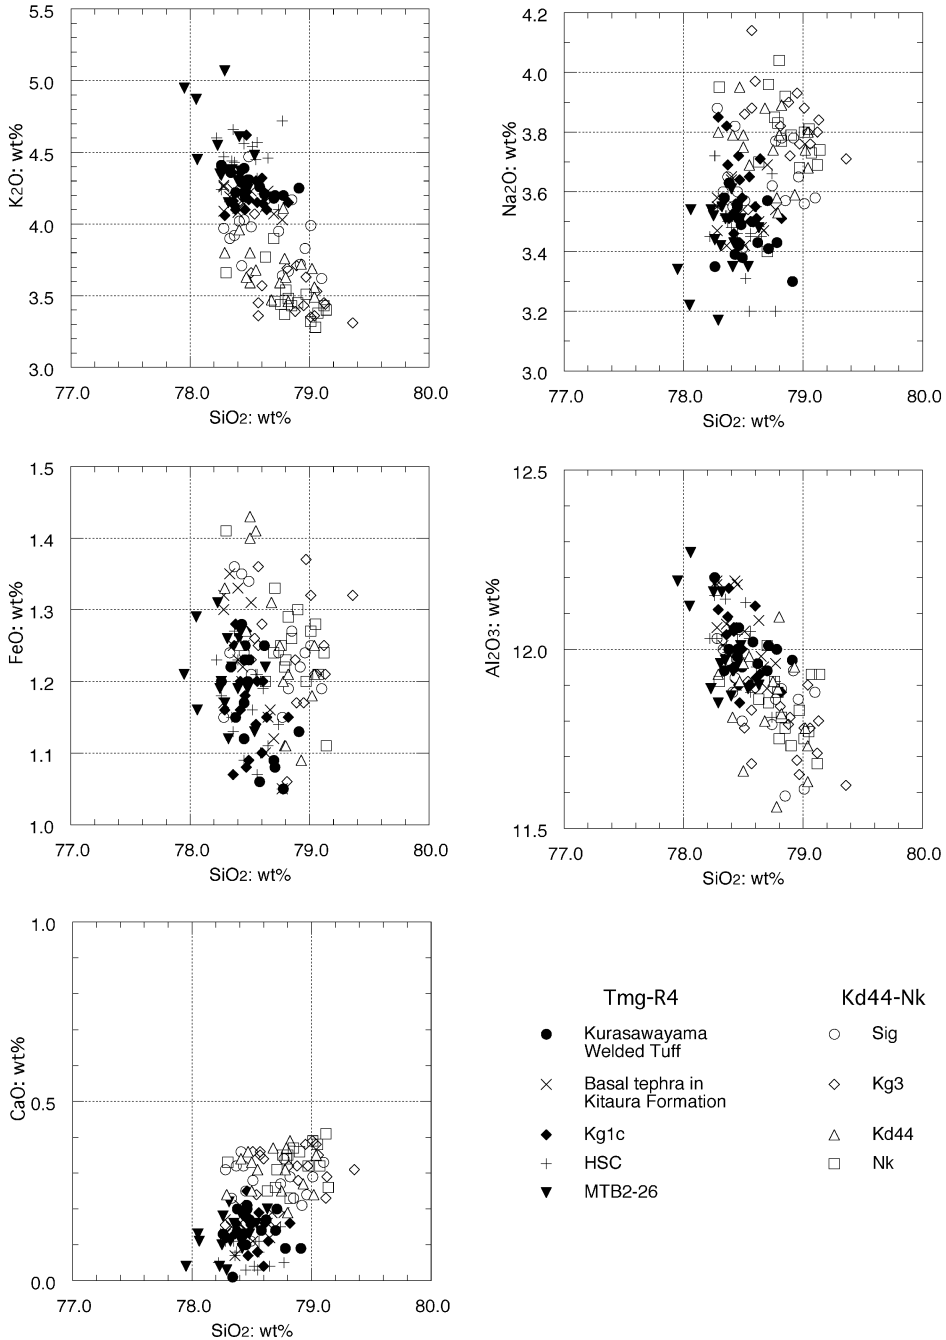 5.5
5.0
4.5
4.0
3.5
3.0
K2O: wt%
77.0 78.0 79.0 80.0
SiO2: wt%
4.2
4.0
3.8
3.6
3.4
3.2
3.0
Na2O: wt%
77.0 78.0 79.0 80.0
SiO2: wt%
1.5
1.4
1.3
1.2
1.1
1.0
FeO: wt%
77.0 78.0 79.0 80.0
SiO2: wt%
12.5
12.0
11.5
Al2O3: wt%
77.0 78.0 79.0 80.0
SiO2: wt%
1.0
0.5
0.0
CaO: wt%
77.0 78.0 79.0 80.0
SiO2: wt%
Tmg-R4
Kurasawayama
Welded Tuff
Basal tephra in
Kitaura Formation
Kg1c
HSC
MTB2-26
Kd44-Nk
Sig
Kg3
Kd44
Nk